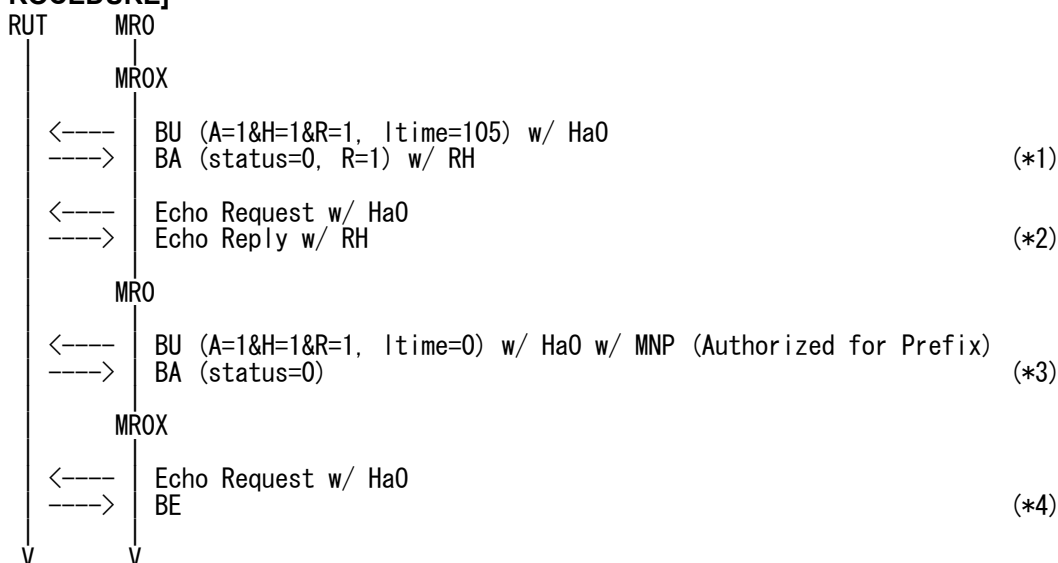 ROCEDURE]
RUT MR0
MR0X
<---- BU (A=1&H=1&R=1, ltime=105) w/ HaO
----> BA (status=0, R=1) w/ RH (*1)
<---- Echo Request w/ HaO
----> Echo Reply w/ RH (*2)
MR0
<---- BU (A=1&H=1&R=1, ltime=0) w/ HaO w/ MNP (Authorized for Prefix)
----> BA (status=0) (*3)
MR0X
<---- Echo Request w/ HaO
----> BE (*4)
V V